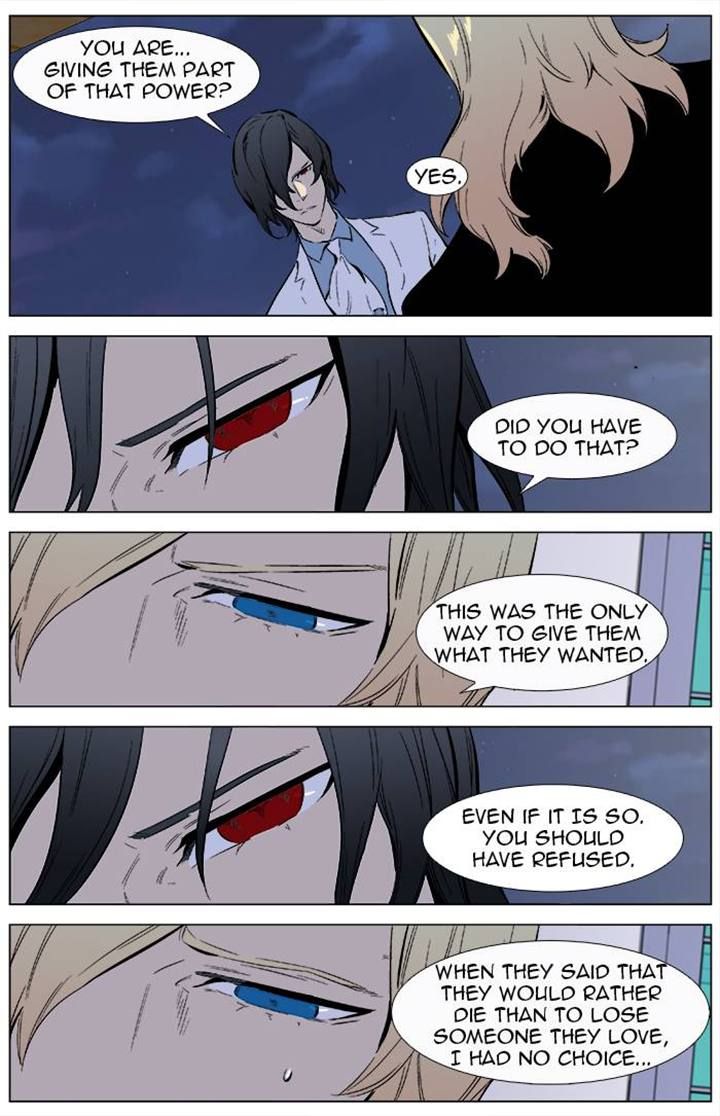 YOU ARE...
GIVING THEM PART
OF THAT POWER?
YES.
DID YOU HAVE
TO DO THAT?
THIS WAS THE ONLY
WAY TO GIVE THEM
WHAT THEY WANTED.
EVEN IF IT IS SO.
YOU SHOULD
HAVE REFUSED.
WHEN THEY SAID THAT
THEY WOULD RATHER
DIE THAN TO LOSE
SOMEONE THEY LOVE,
I HAD NO CHOICE...